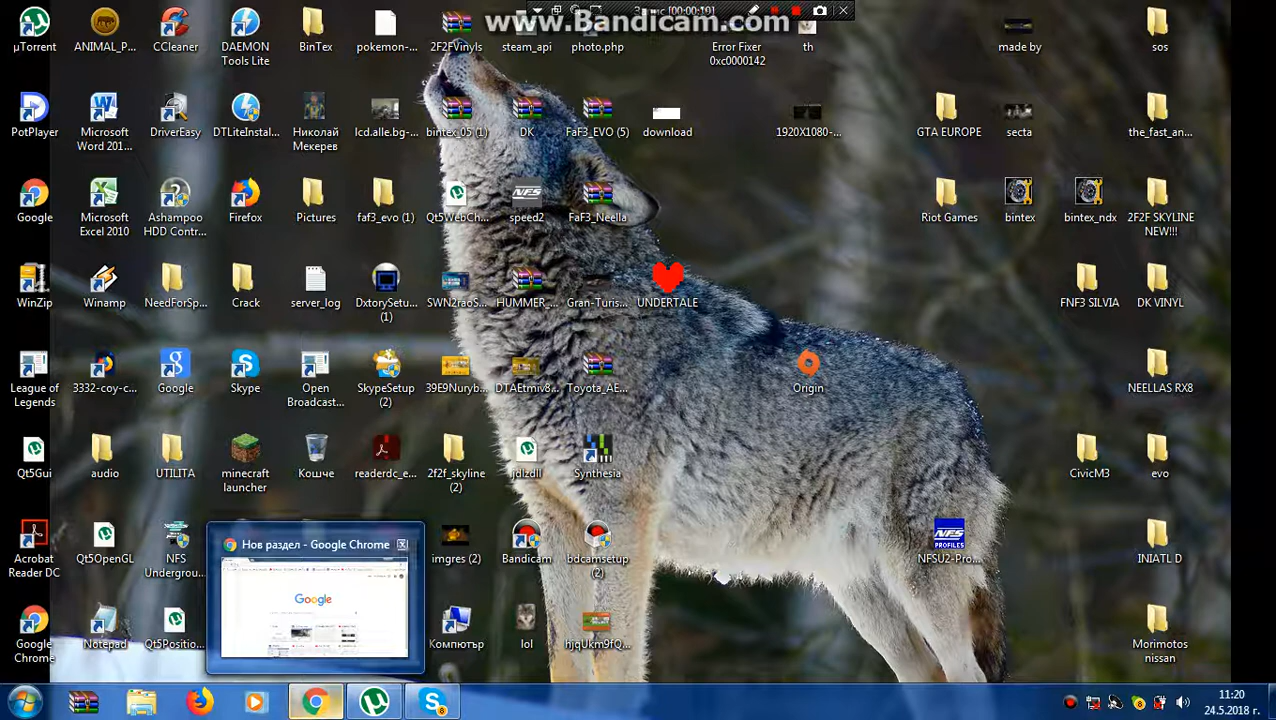 www.Bandicam.com
[00:00:19]
µTorrent
ANIMAL_P...
CCleaner
DAEMON
Tools Lite
BinTex
pokemon-...
2F2FVinyls
steam_api
photo.php
Error Fixer
0xc0000142
th
made by
sos
PotPlayer
Microsoft
Word 201...
DriverEasy
DTLiteInstal...
Николай
Мекерев
lcd.alle.bg-...
bintex_05 (1)
DK
FaF3_EVO (5)
download
1920X1080-...
GTA EUROPE
secta
the_fast_an...
Google
Microsoft
Excel 2010
Ashampoo
HDD Contr...
Firefox
Pictures
faf3_evo (1)
Qt5WebCh...
speed2
FaF3_Neella
Riot Games
bintex
bintex_ndx
2F2F SKYLINE
NEW!!!
WinZip
Winamp
NeedForSp...
Crack
server_log
DxtorySetu...
(1)
SWN2raoS...
HUMMER_...
Gran-Turis...
UNDERTALE
FNF3 SILVIA
DK VINYL
League of
Legends
3332-coy-c...
Google
Skype
Open
Broadcast...
SkypeSetup
(2)
39E9Nuryb...
DTAEtmiv8...
Toyota_AE...
Origin
NEELLAS RX8
Qt5Gui
audio
UTILITA
minecraft
launcher
Кошче
readerdc_e...
2f2f_skyline
(2)
jdlzdll
Synthesia
CivicM3
evo
Acrobat
Reader DC
Qt5OpenGL
NFS
Undergrou...
Нов раздел - Google Chrome
Google
imgres (2)
Bandicam
bdcamsetup
(2)
NFS
PROFILES
NFSU2-Pro...
INIATL D
Google
Chrome
Notepad
Qt5Positio...
Компютър
lol
hjqUkm9fQ...
Morimotos
nissan
11:20
24.5.2018 г.